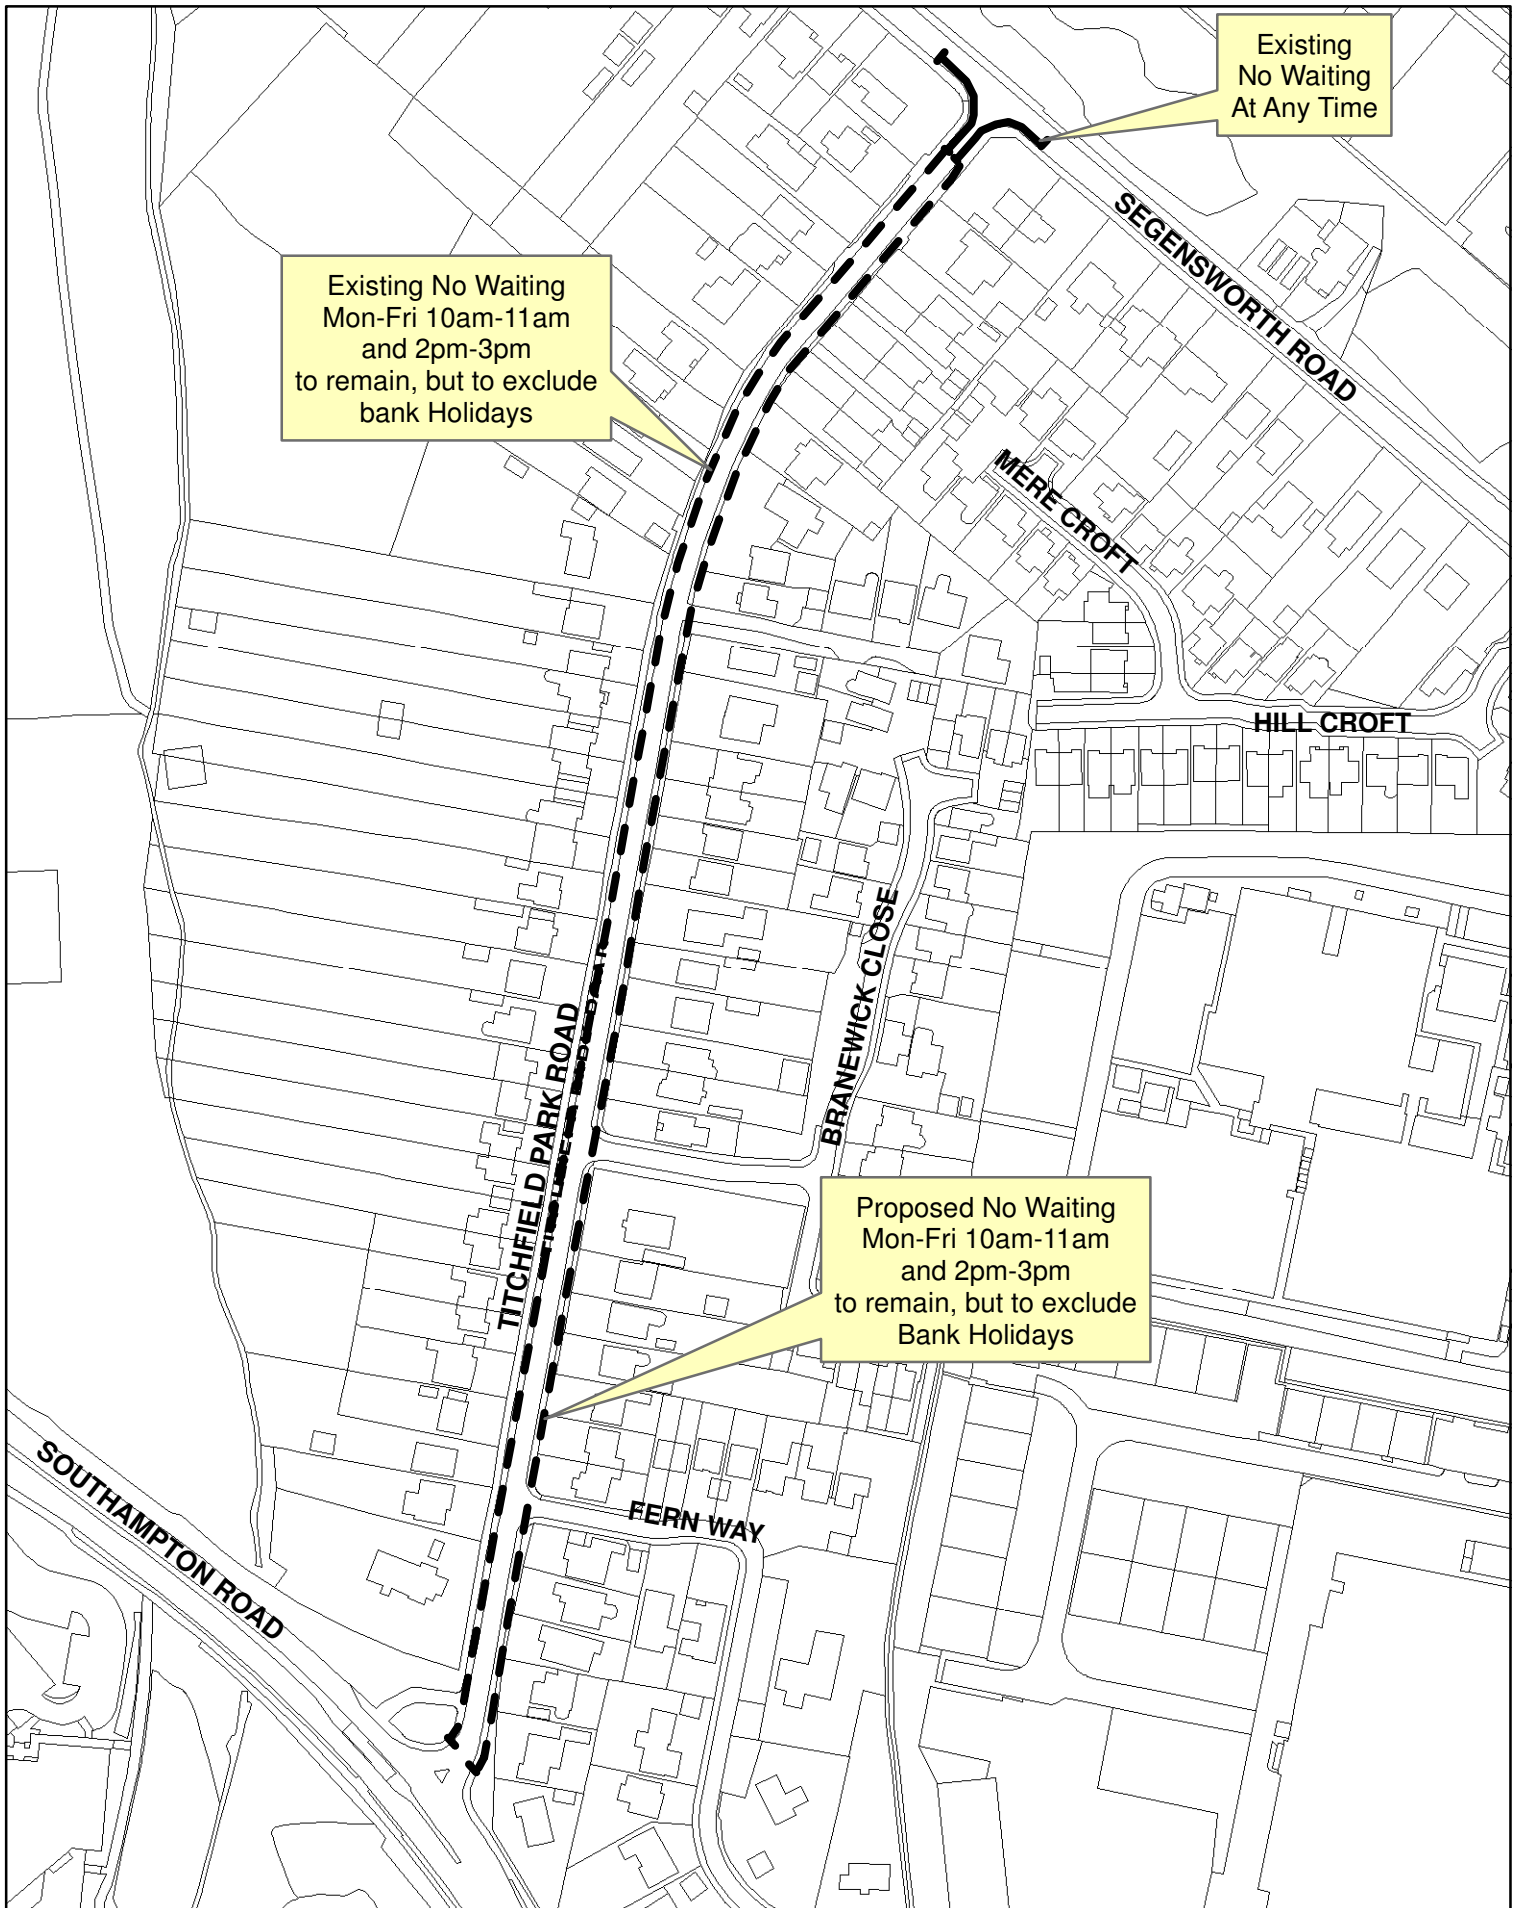 Existing
No Waiting
At Any Time
SEGENSWORTH ROAD
Existing No Waiting
Mon-Fri 10am-11am
and 2pm-3pm
to remain, but to exclude
bank Holidays
MERE CROFT
HILL CROFT
BRANEWICK CLOSE
TITCHFIELD PARK ROAD
Proposed No Waiting
Mon-Fri 10am-11am
and 2pm-3pm
to remain, but to exclude
Bank Holidays
SOUTHAMPTON ROAD
FERN WAY